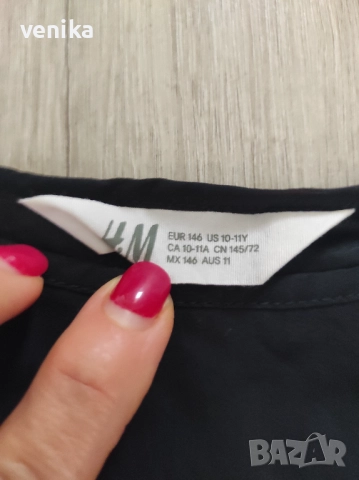 venika
H&M
EUR 146 US 10-11Y
CA 10-11A CN 145/72
MX 146 AUS 11
BAZAR